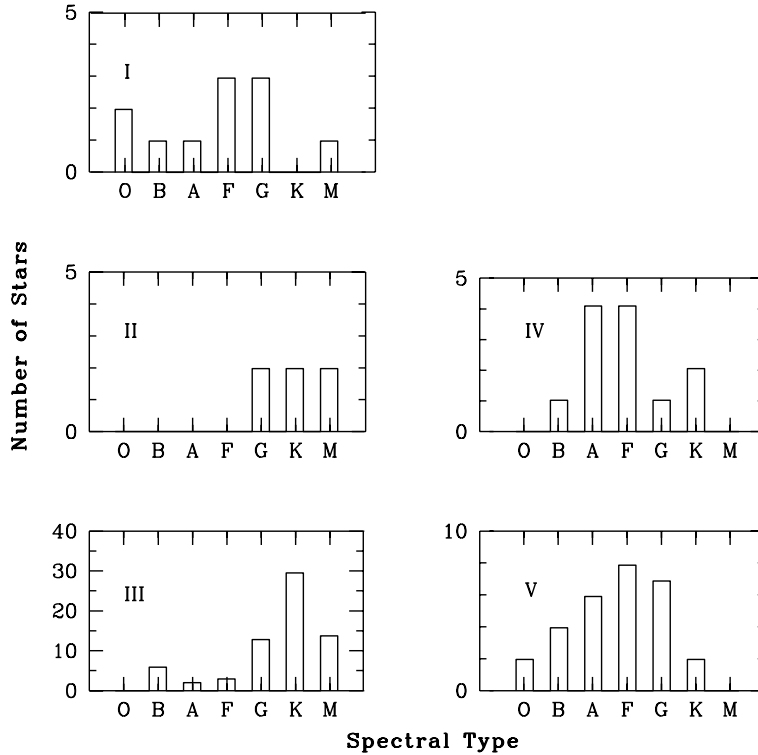 5
I
0
O B A F G K M
Number of Stars
5
II
0
O B A F G K M
5
IV
0
O B A F G K M
40
30
20
10
0
III
O B A F G K M
10
V
0
O B A F G K M
Spectral Type